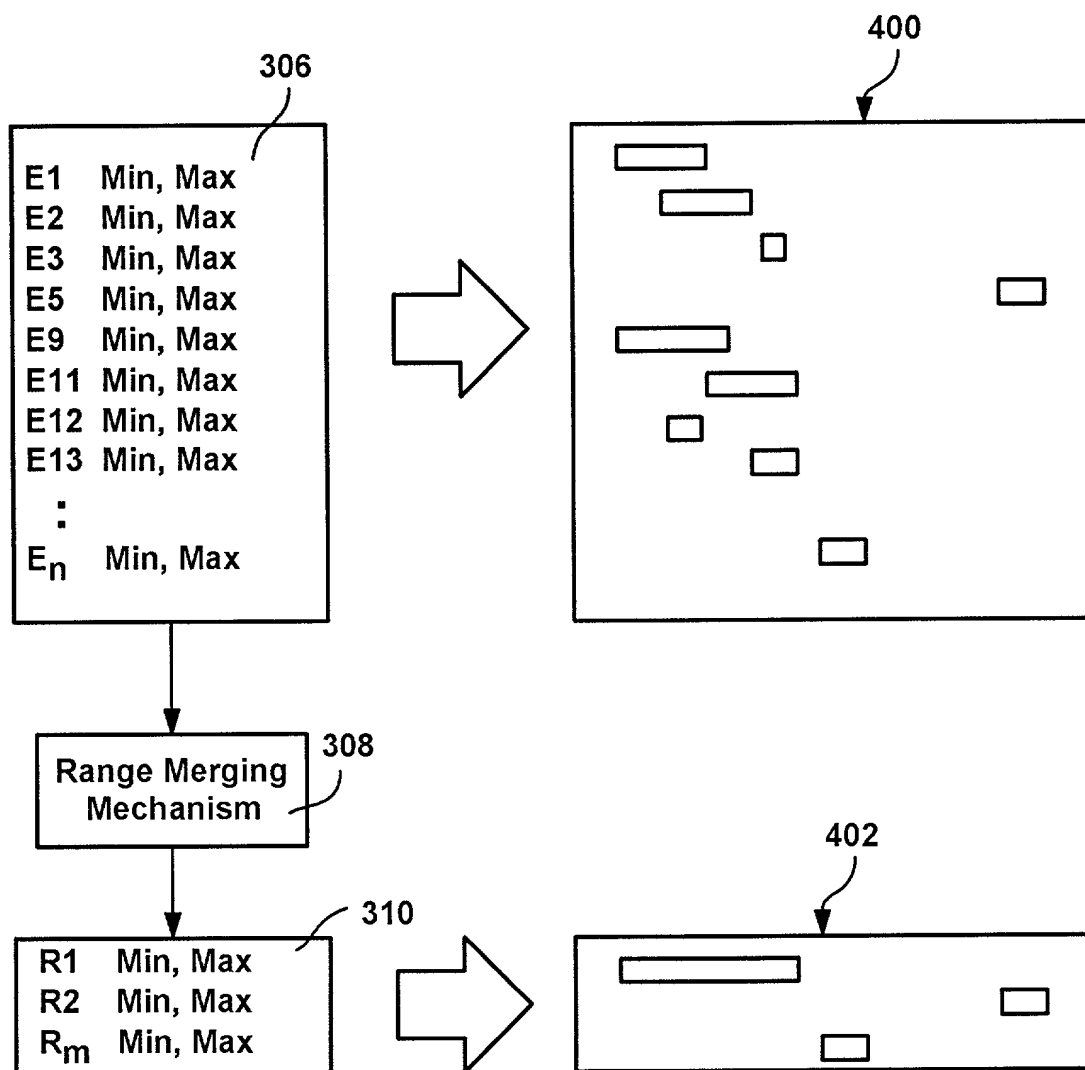 306
E1 Min, Max
E2 Min, Max
E3 Min, Max
E5 Min, Max
E9 Min, Max
E11 Min, Max
E12 Min, Max
E13 Min, Max
:
En Min, Max
400
308
Range Merging
Mechanism
310
R1 Min, Max
R2 Min, Max
Rm Min, Max
402